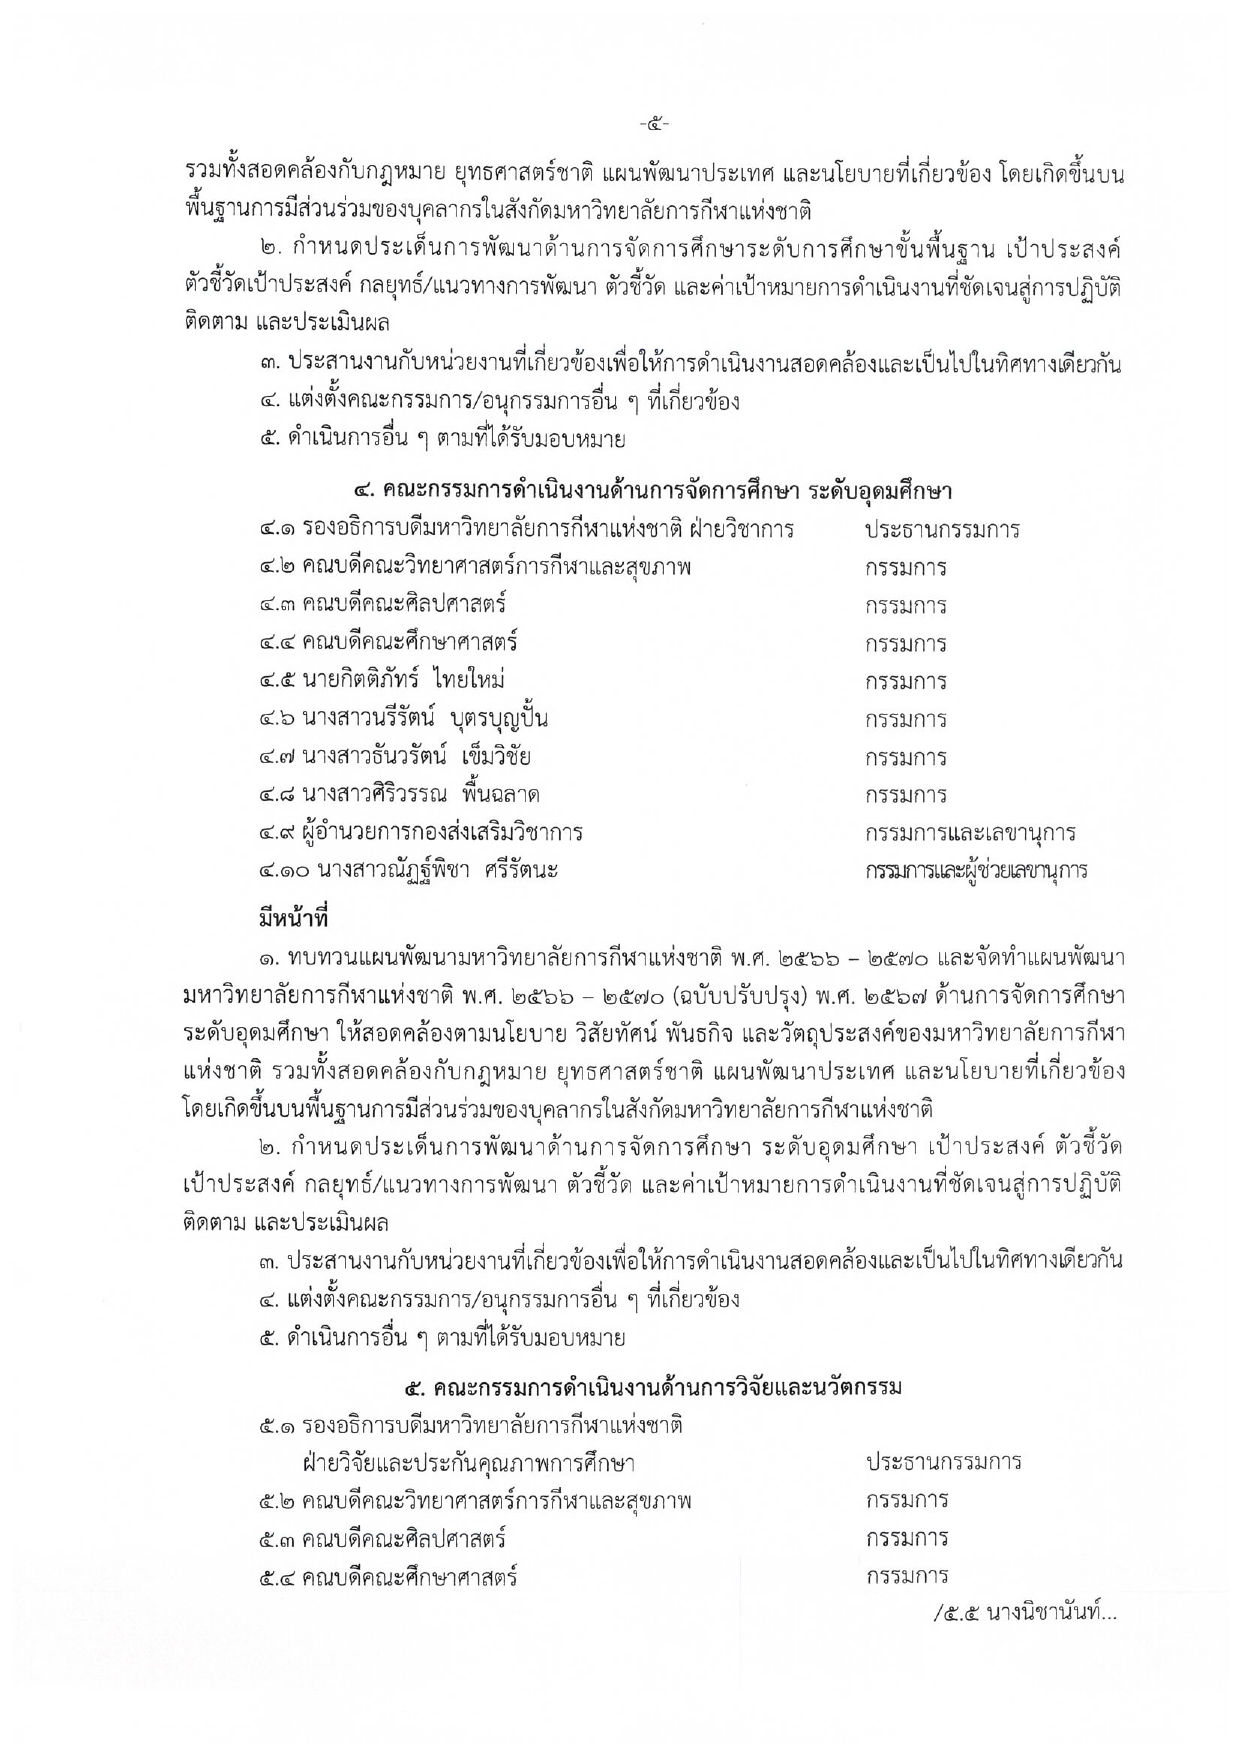 -๕-
รวมทั้งสอดคล้องกับกฎหมาย ยุทธศาสตร์ชาติ แผนพัฒนาประเทศ และนโยบายที่เกี่ยวข้อง โดยเกิดขึ้นบน
พื้นฐานการมีส่วนร่วมของบุคลากรในสังกัดมหาวิทยาลัยการกีฬาแห่งชาติ
๒. กำหนดประเด็นการพัฒนาด้านการจัดการศึกษาระดับการศึกษาขั้นพื้นฐาน เป้าประสงค์
ตัวชี้วัดเป้าประสงค์ กลยุทธ์/แนวทางการพัฒนา ตัวชี้วัด และค่าเป้าหมายการดำเนินงานที่ชัดเจนสู่การปฏิบัติ
ติดตาม และประเมินผล
๓. ประสานงานกับหน่วยงานที่เกี่ยวข้องเพื่อให้การดำเนินงานสอดคล้องและเป็นไปในทิศทางเดียวกัน
๔. แต่งตั้งคณะกรรมการ/อนุกรรมการอื่น ๆ ที่เกี่ยวข้อง
๕. ดำเนินการอื่น ๆ ตามที่ได้รับมอบหมาย
๔. คณะกรรมการดำเนินงานด้านการจัดการศึกษา ระดับอุดมศึกษา
๔.๑ รองอธิการบดีมหาวิทยาลัยการกีฬาแห่งชาติ ฝ่ายวิชาการ ประธานกรรมการ
๔.๒ คณบดีคณะวิทยาศาสตร์การกีฬาและสุขภาพ กรรมการ
๔.๓ คณบดีคณะศิลปศาสตร์ กรรมการ
๔.๔ คณบดีคณะศึกษาศาสตร์ กรรมการ
๔.๕ นายกิตติภัทร์ ไทยใหม่ กรรมการ
๔.๖ นางสาวนรีรัตน์ บุตรบุญปั้น กรรมการ
๔.๗ นางสาวธันวรัตน์ เข็มวิชัย กรรมการ
๔.๘ นางสาวศิริวรรณ พื้นฉลาด กรรมการ
๔.๙ ผู้อำนวยการกองส่งเสริมวิชาการ กรรมการและเลขานุการ
๔.๑๐ นางสาวณัฏฐ์พิชา ศรีรัตนะ กรรมการและผู้ช่วยเลขานุการ
มีหน้าที่
๑. ทบทวนแผนพัฒนามหาวิทยาลัยการกีฬาแห่งชาติ พ.ศ. ๒๕๖๖ – ๒๕๗๐ และจัดทำแผนพัฒนา
มหาวิทยาลัยการกีฬาแห่งชาติ พ.ศ. ๒๕๖๖ – ๒๕๗๐ (ฉบับปรับปรุง) พ.ศ. ๒๕๖๗ ด้านการจัดการศึกษา
ระดับอุดมศึกษา ให้สอดคล้องตามนโยบาย วิสัยทัศน์ พันธกิจ และวัตถุประสงค์ของมหาวิทยาลัยการกีฬา
แห่งชาติ รวมทั้งสอดคล้องกับกฎหมาย ยุทธศาสตร์ชาติ แผนพัฒนาประเทศ และนโยบายที่เกี่ยวข้อง
โดยเกิดขึ้นบนพื้นฐานการมีส่วนร่วมของบุคลากรในสังกัดมหาวิทยาลัยการกีฬาแห่งชาติ
๒. กำหนดประเด็นการพัฒนาด้านการจัดการศึกษา ระดับอุดมศึกษา เป้าประสงค์ ตัวชี้วัด
เป้าประสงค์ กลยุทธ์/แนวทางการพัฒนา ตัวชี้วัด และค่าเป้าหมายการดำเนินงานที่ชัดเจนสู่การปฏิบัติ
ติดตาม และประเมินผล
๓. ประสานงานกับหน่วยงานที่เกี่ยวข้องเพื่อให้การดำเนินงานสอดคล้องและเป็นไปในทิศทางเดียวกัน
๔. แต่งตั้งคณะกรรมการ/อนุกรรมการอื่น ๆ ที่เกี่ยวข้อง
๕. ดำเนินการอื่น ๆ ตามที่ได้รับมอบหมาย
๕. คณะกรรมการดำเนินงานด้านการวิจัยและนวัตกรรม
๕.๑ รองอธิการบดีมหาวิทยาลัยการกีฬาแห่งชาติ
ฝ่ายวิจัยและประกันคุณภาพการศึกษา ประธานกรรมการ
๕.๒ คณบดีคณะวิทยาศาสตร์การกีฬาและสุขภาพ กรรมการ
๕.๓ คณบดีคณะศิลปศาสตร์ กรรมการ
๕.๔ คณบดีคณะศึกษาศาสตร์ กรรมการ
/๕.๕ นางนิชานันท์...